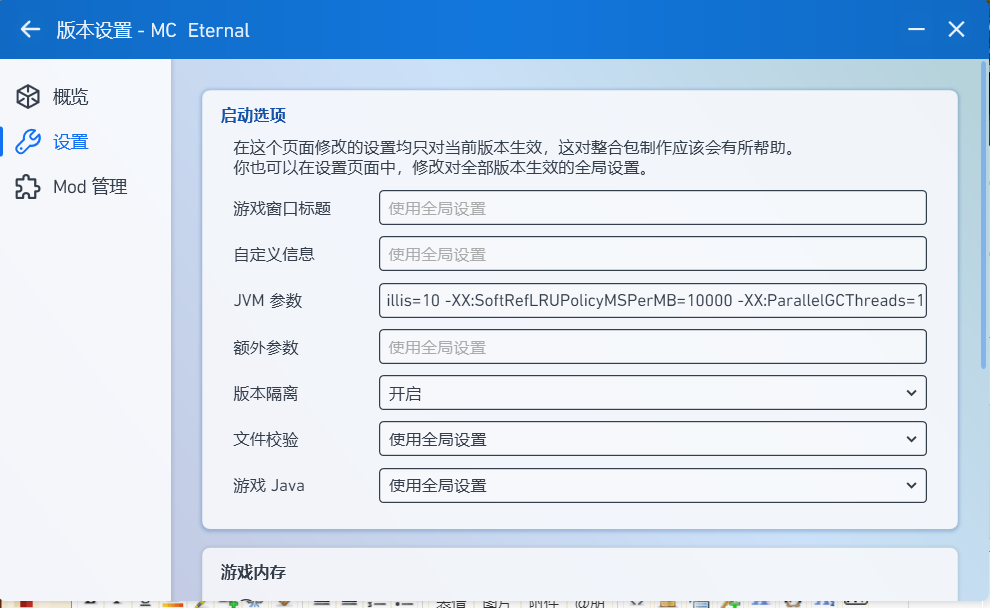 版本设置 - MC Eternal
概览
设置
Mod 管理
启动选项
在这个页面修改的设置均只对当前版本生效，这对整合包制作应该会有所帮助。
你也可以在设置页面中，修改对全部版本生效的全局设置。
游戏窗口标题 使用全局设置
自定义信息 使用全局设置
JVM 参数 illis=10 -XX:SoftRefLRUPolicyMSPerMB=10000 -XX:ParallelGCThreads=1
额外参数 使用全局设置
版本隔离 开启
文件校验 使用全局设置
游戏 Java 使用全局设置
游戏内存
表情 图片 附件 @朋